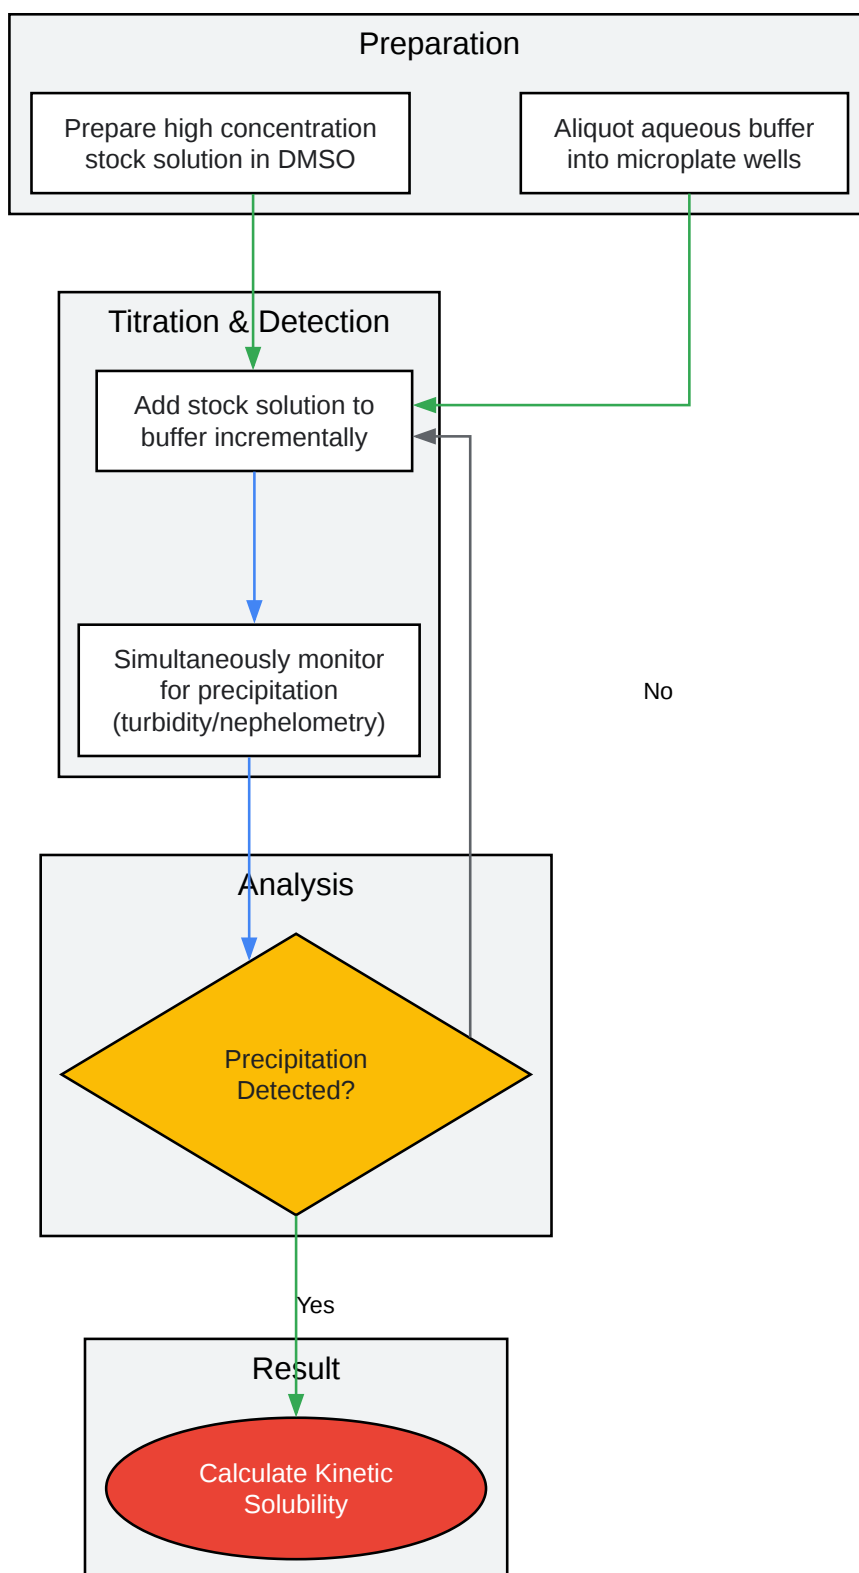 Preparation
Prepare high concentration
stock solution in DMSO
Aliquot aqueous buffer
into microplate wells
Titration & Detection
Add stock solution to
buffer incrementally
Simultaneously monitor
for precipitation
(turbidity/nephelometry)
No
Analysis
Precipitation
Detected?
Yes
Result
Calculate Kinetic
Solubility